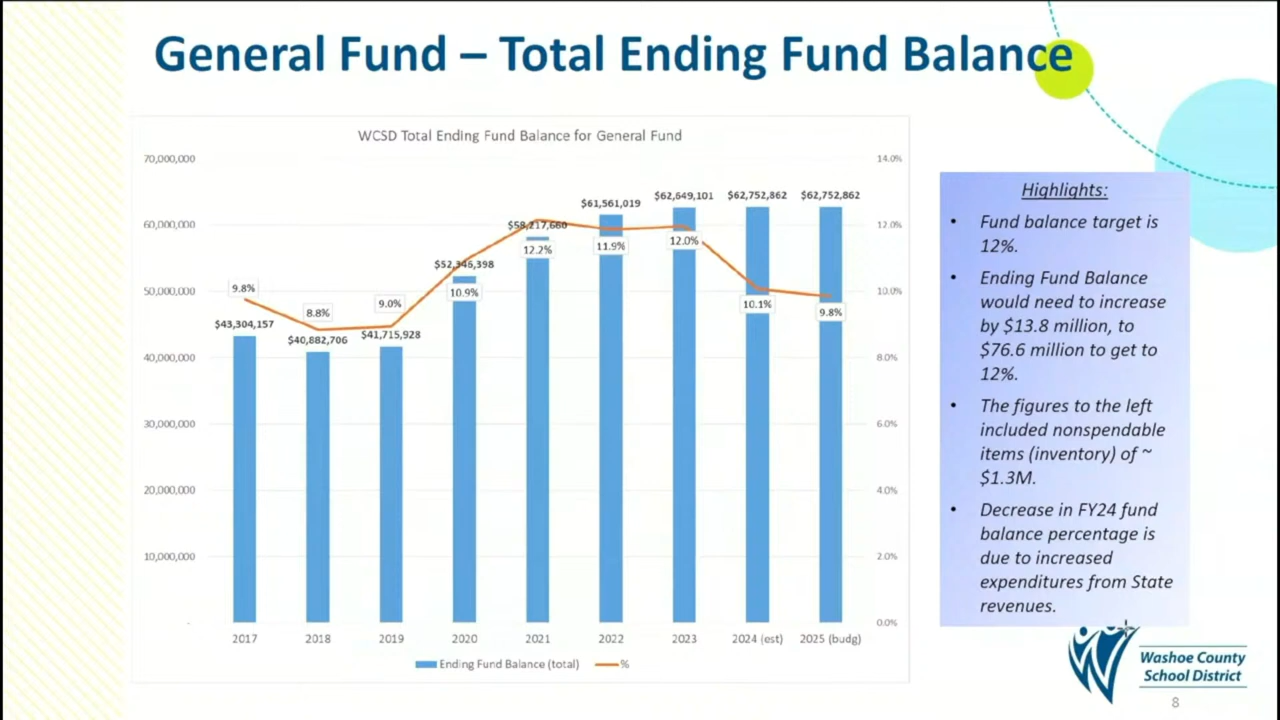 General Fund – Total Ending Fund Balance
WCSD Total Ending Fund Balance for General Fund
70,000,000
60,000,000
50,000,000
40,000,000
30,000,000
20,000,000
10,000,000
-
14.0%
12.0%
10.0%
8.0%
6.0%
4.0%
2.0%
0.0%
$43,304,157
$40,882,706
$41,715,928
$52,346,398
$58,217,660
$61,561,019
$62,649,101
$62,752,862
$62,752,862
9.8%
8.8%
9.0%
10.9%
12.2%
11.9%
12.0%
10.1%
9.8%
2017
2018
2019
2020
2021
2022
2023
2024 (est)
2025 (budg)
Ending Fund Balance (total)
%
Highlights:
• Fund balance target is
12%.
• Ending Fund Balance
would need to increase
by $13.8 million, to
$76.6 million to get to
12%.
• The figures to the left
included nonspendable
items (inventory) of ~
$1.3M.
• Decrease in FY24 fund
balance percentage is
due to increased
expenditures from State
revenues.
Washoe County
School District
8